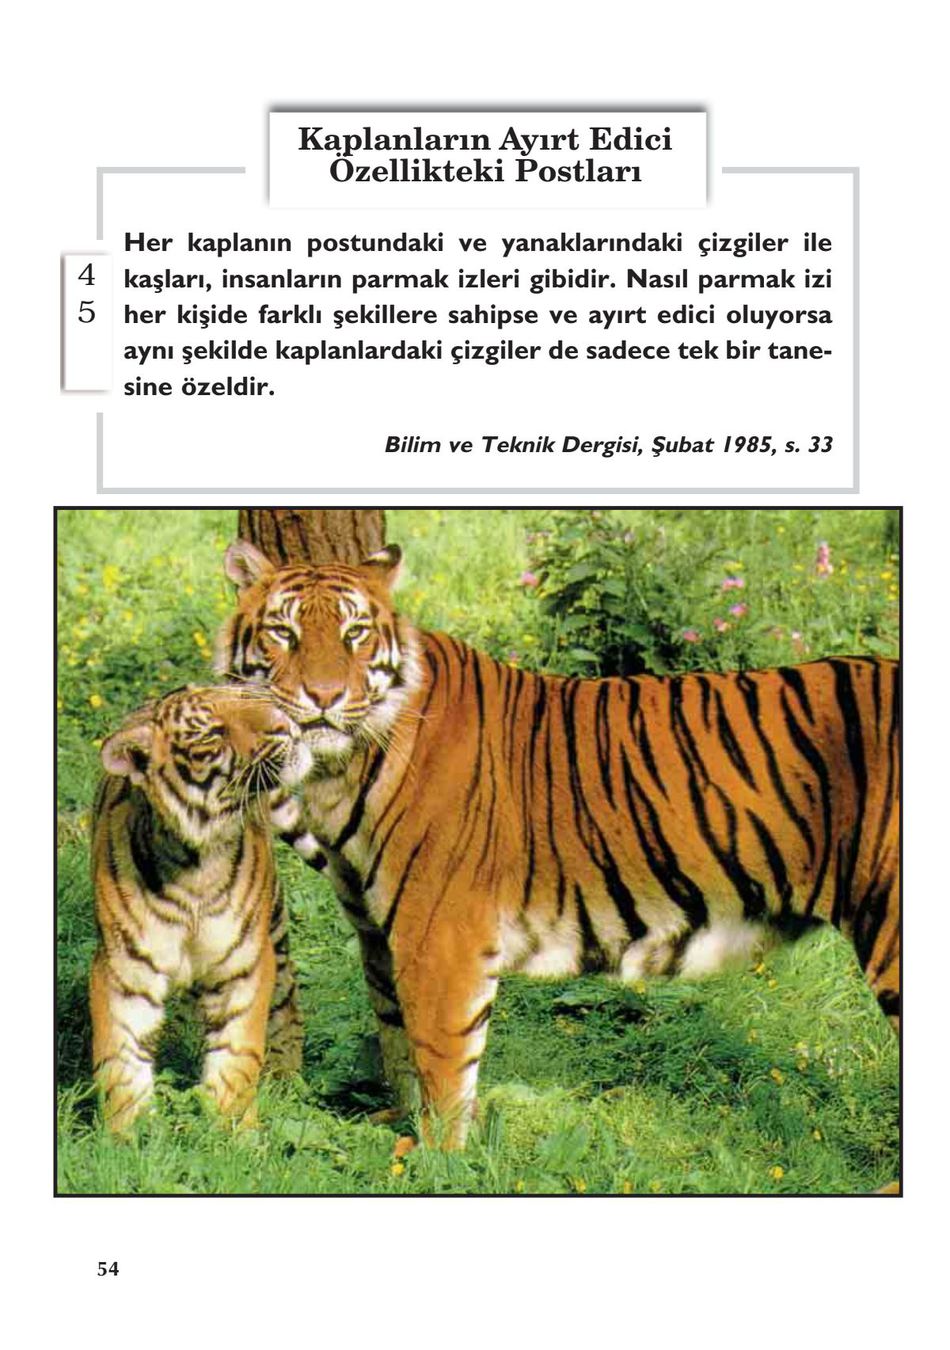 Kaplanların Ayırt Edici
Özellikteki Postları
4
5
Her kaplanın postundaki ve yanaklarındaki çizgiler ile
kaşları, insanların parmak izleri gibidir. Nasıl parmak izi
her kişide farklı şekillere sahipse ve ayırt edici oluyorsa
aynı şekilde kaplanlardaki çizgiler de sadece tek bir tane-
sine özeldir.
Bilim ve Teknik Dergisi, Şubat 1985, s. 33
54